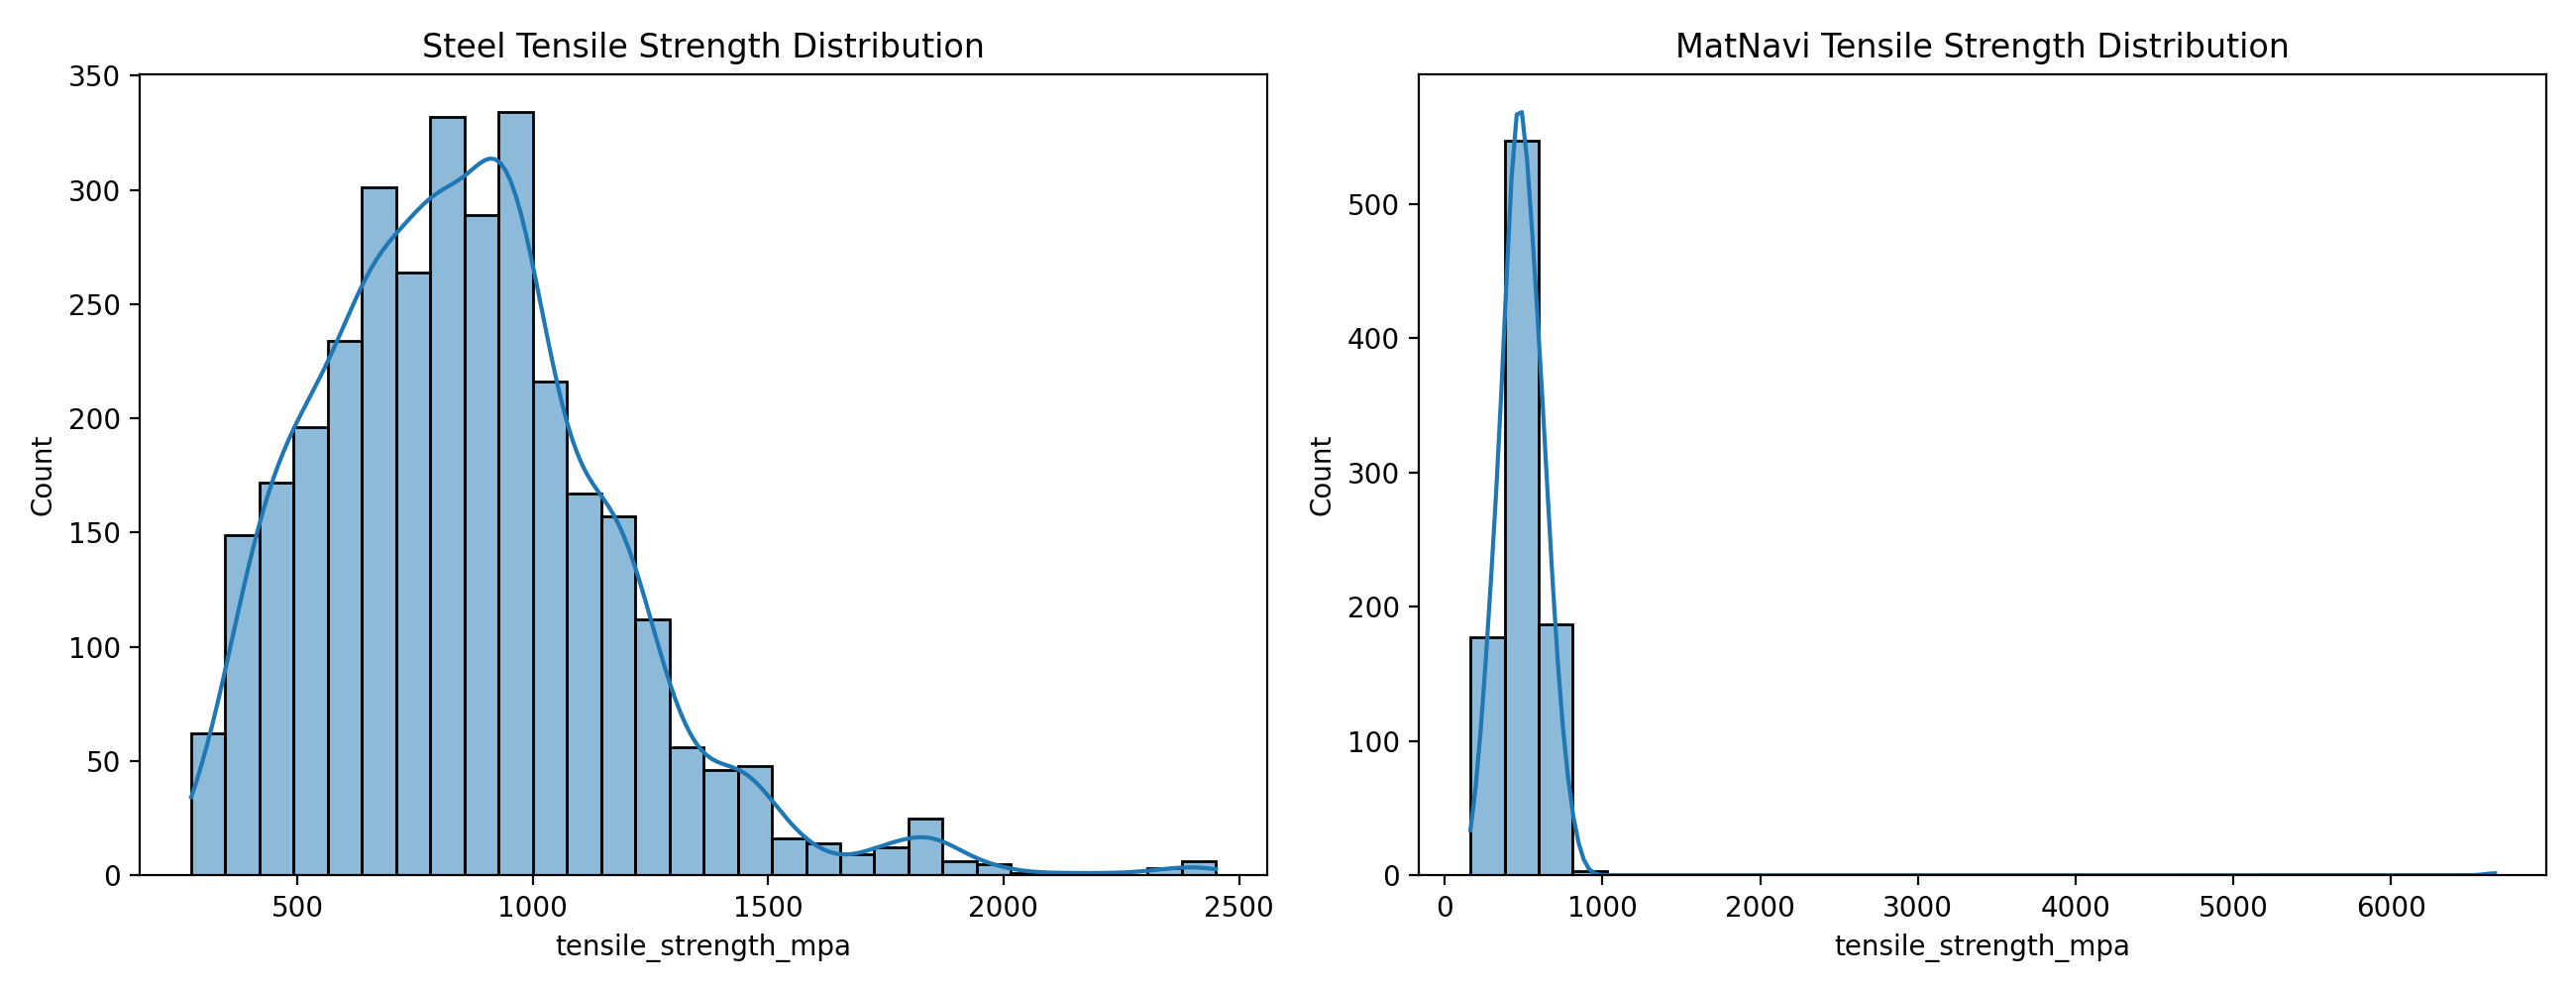 Steel Tensile Strength Distribution
350
300
250
200
150
100
50
0
Count
500 1000 1500 2000 2500
tensile_strength_mpa
MatNavi Tensile Strength Distribution
500
400
300
200
100
0
Count
0 1000 2000 3000 4000 5000 6000
tensile_strength_mpa